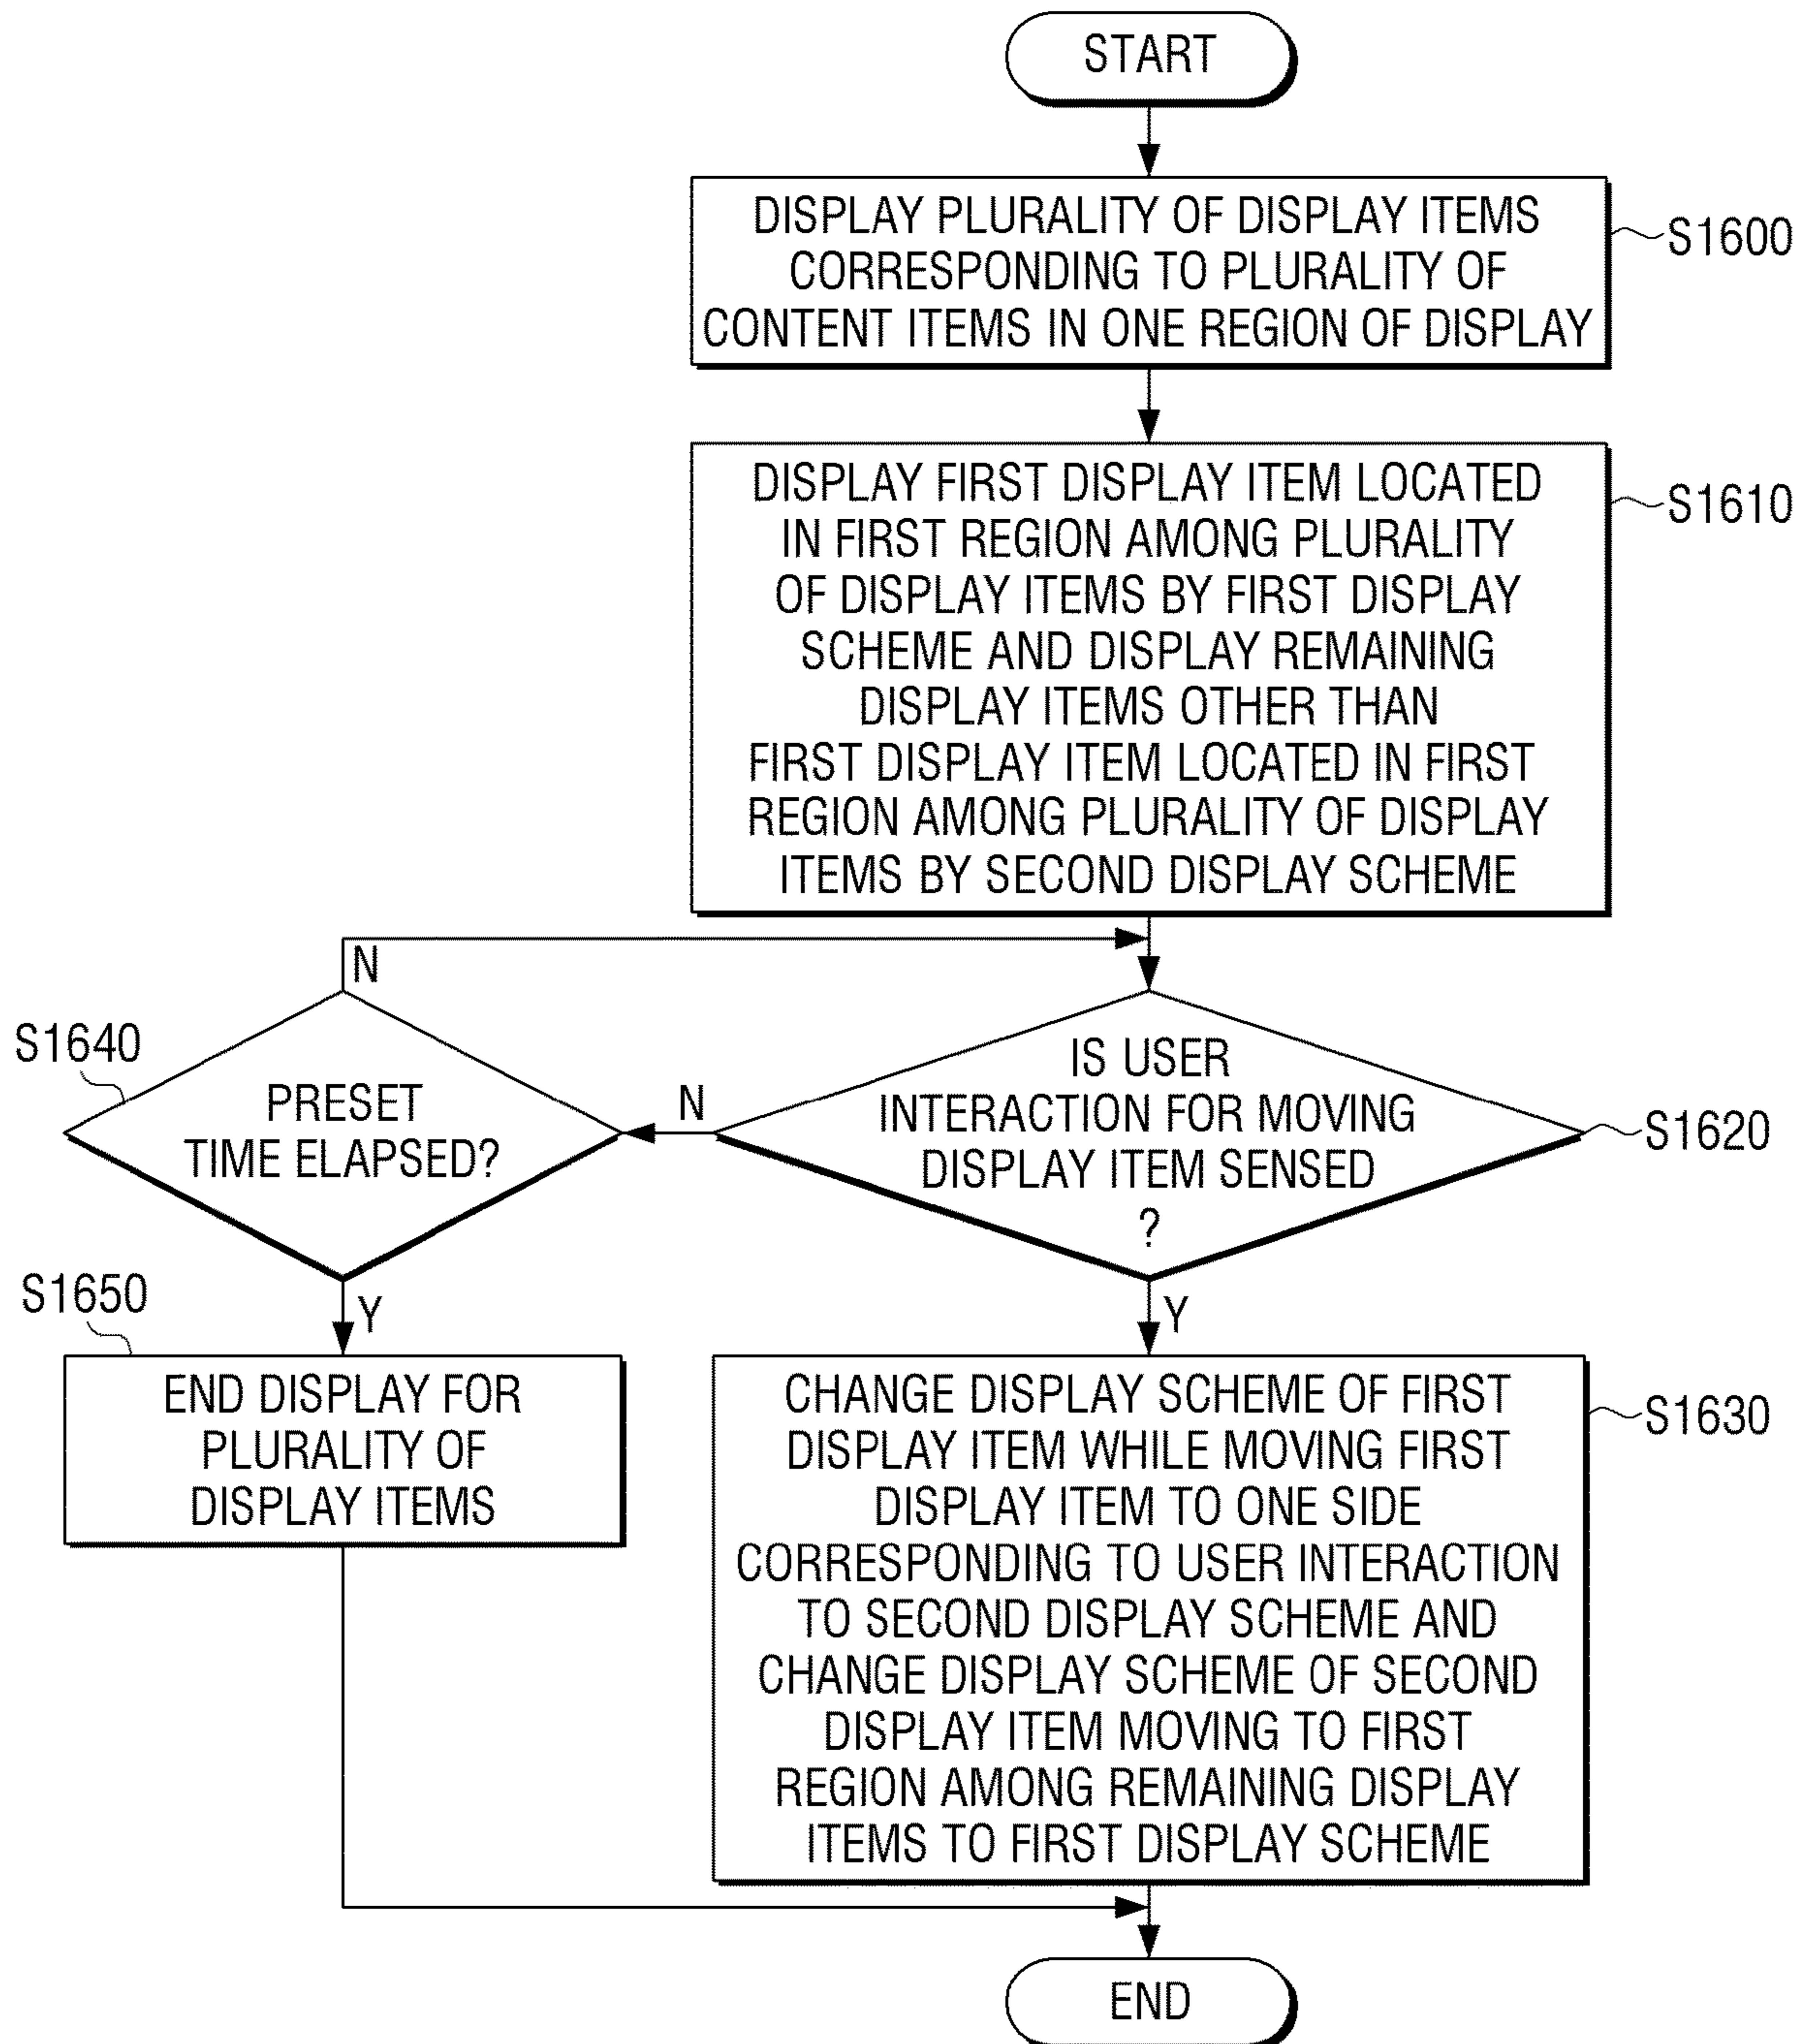 START
DISPLAY PLURALITY OF DISPLAY ITEMS
CORRESPONDING TO PLURALITY OF
CONTENT ITEMS IN ONE REGION OF DISPLAY
S1600
DISPLAY FIRST DISPLAY ITEM LOCATED
IN FIRST REGION AMONG PLURALITY
OF DISPLAY ITEMS BY FIRST DISPLAY
SCHEME AND DISPLAY REMAINING
DISPLAY ITEMS OTHER THAN
FIRST DISPLAY ITEM LOCATED IN FIRST
REGION AMONG PLURALITY OF DISPLAY
ITEMS BY SECOND DISPLAY SCHEME
S1610
N
S1640
PRESET
TIME ELAPSED?
N
IS USER
INTERACTION FOR MOVING
DISPLAY ITEM SENSED
?
S1620
S1650
Y
Y
END DISPLAY FOR
PLURALITY OF
DISPLAY ITEMS
CHANGE DISPLAY SCHEME OF FIRST
DISPLAY ITEM WHILE MOVING FIRST
DISPLAY ITEM TO ONE SIDE
CORRESPONDING TO USER INTERACTION
TO SECOND DISPLAY SCHEME AND
CHANGE DISPLAY SCHEME OF SECOND
DISPLAY ITEM MOVING TO FIRST
REGION AMONG REMAINING DISPLAY
ITEMS TO FIRST DISPLAY SCHEME
S1630
END